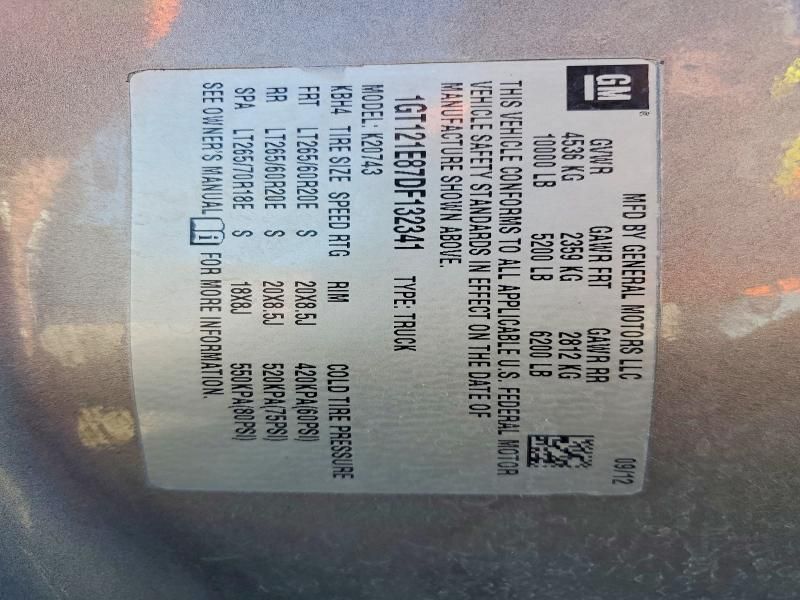 GM®
MFD BY GENERAL MOTORS LLC 09/12
GVWR GAWR FRT GAWR RR
4536 KG 2359 KG 2812 KG
10000 LB 5200 LB 6200 LB
THIS VEHICLE CONFORMS TO ALL APPLICABLE U.S. FEDERAL MOTOR
VEHICLE SAFETY STANDARDS IN EFFECT ON THE DATE OF
MANUFACTURE SHOWN ABOVE.
1GT121E87DF132341 TYPE: TRUCK
MODEL: K20743
KBH4 TIRE SIZE SPEED RTG RIM COLD TIRE PRESSURE
FRT LT265/60R20E S 20X8.5J 420KPA(60PSI)
RR LT265/60R20E S 20X8.5J 520KPA(75PSI)
SPA LT265/70R18E S 18X8J 550KPA(80PSI)
SEE OWNER'S MANUAL i FOR MORE INFORMATION.